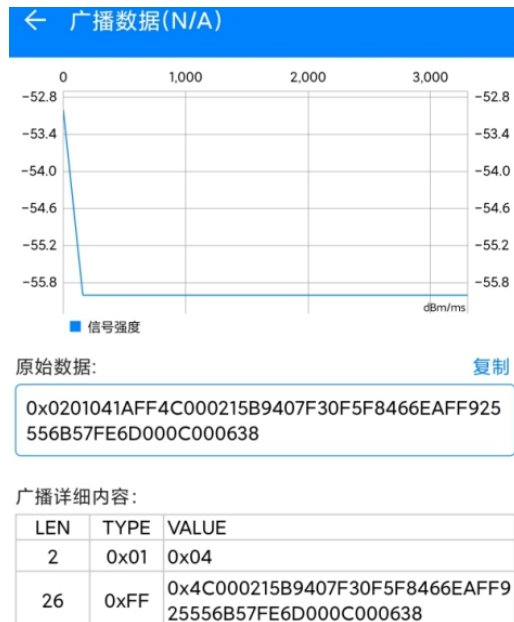 ← 广播数据(N/A)
0 1,000 2,000 3,000
-52.8 -52.8
-53.4 -53.4
-54.0 -54.0
-54.6 -54.6
-55.2 -55.2
-55.8 -55.8
dBm/ms
信号强度
原始数据: 复制
0x0201041AFF4C000215B9407F30F5F8466EAFF925
556B57FE6D000C000638
广播详细内容:
LEN TYPE VALUE
2 0x01 0x04
26 0xFF 0x4C000215B9407F30F5F8466EAFF9
25556B57FE6D000C000638